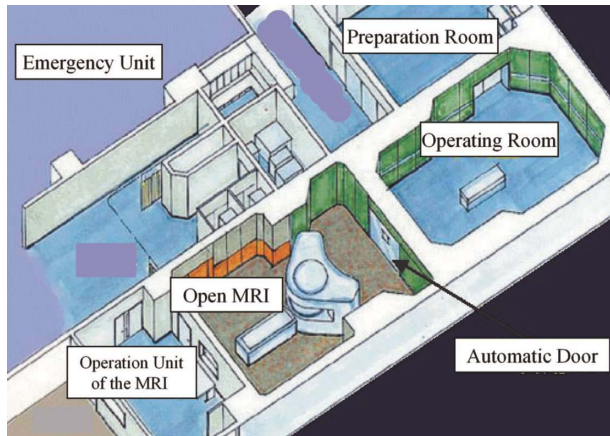 Preparation Room
Emergency Unit
Operating Room
Open MRI
Operation Unit
of the MRI
Automatic Door